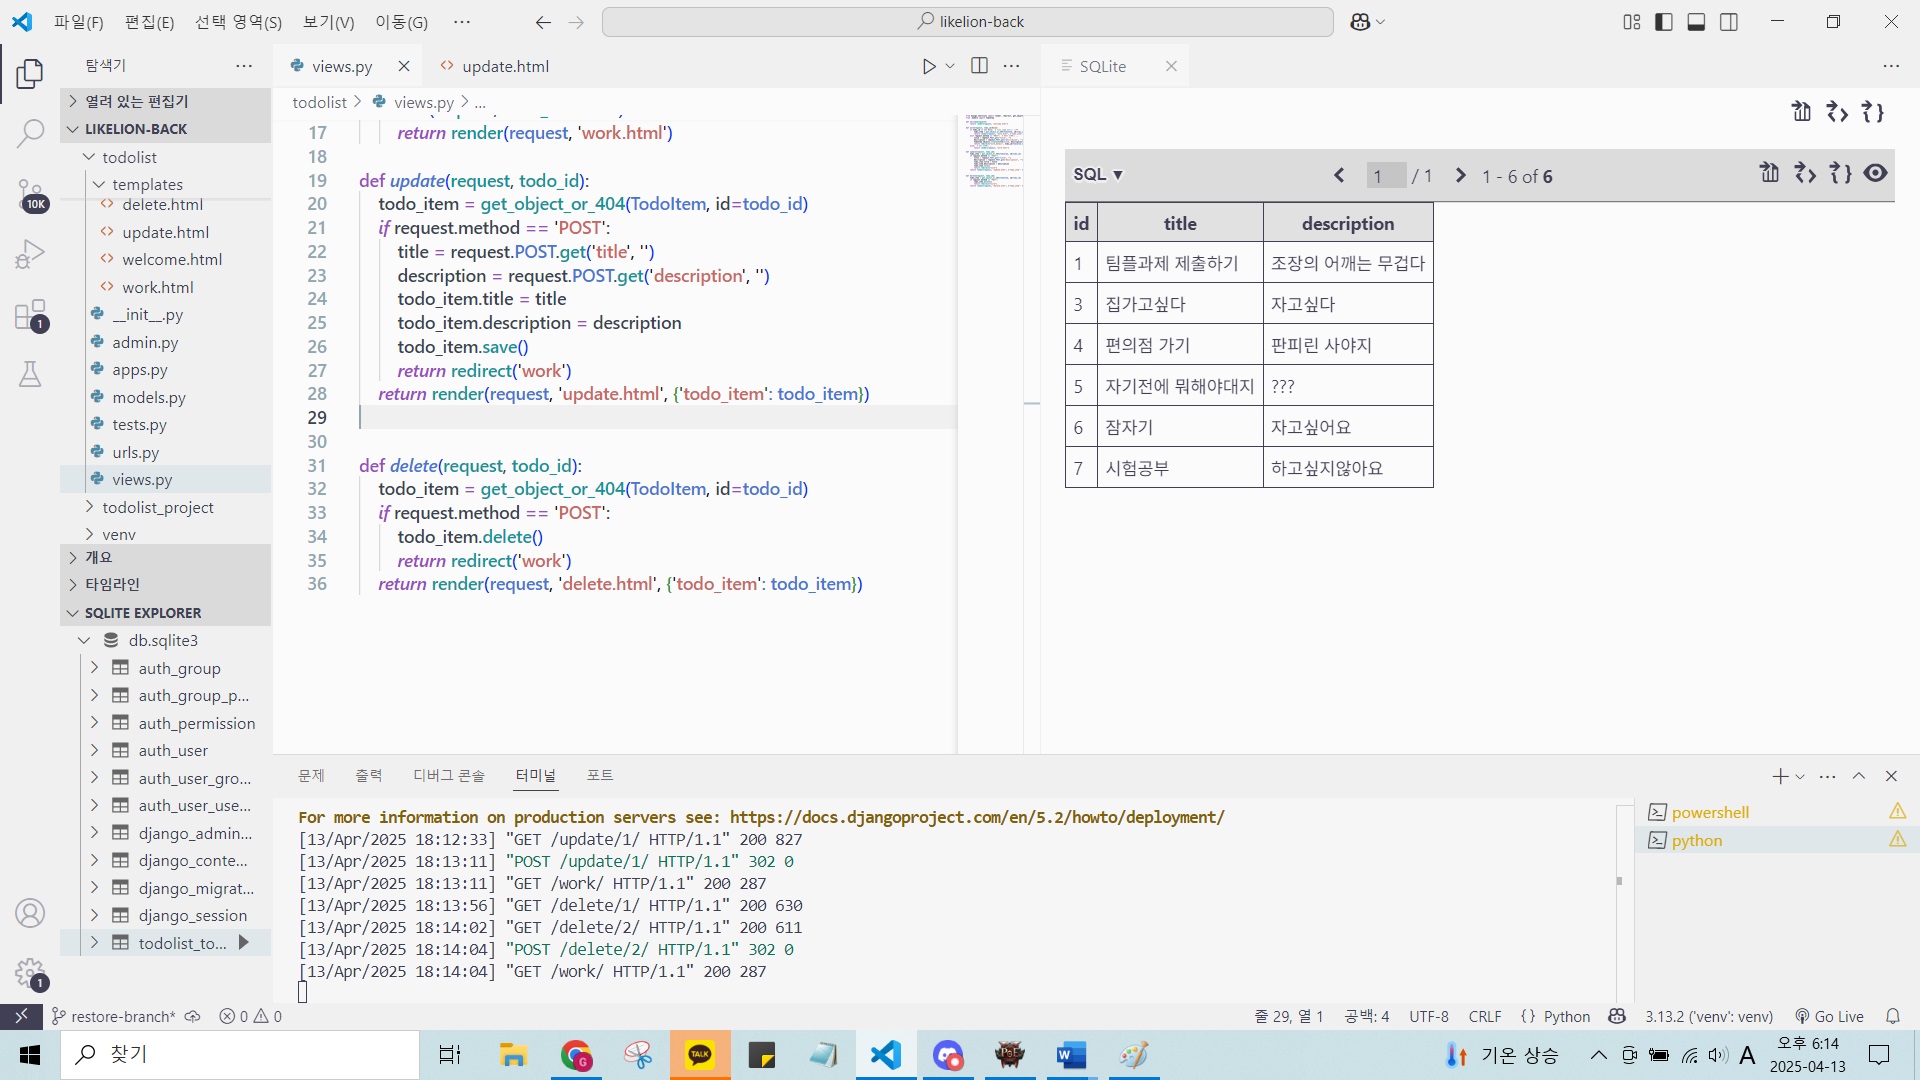 파일(F) 편집(E) 선택 영역(S) 보기(V) 이동(G) ··· likelion-back
탐색기 ···
열려 있는 편집기
LIKELION-BACK
todolist
templates
delete.html
update.html
welcome.html
work.html
__init__.py
admin.py
apps.py
models.py
tests.py
urls.py
views.py
todolist_project
venv
개요
타임라인
SQLITE EXPLORER
db.sqlite3
auth_group
auth_group_p...
auth_permission
auth_user
auth_user_gro...
auth_user_use...
django_admin...
django_conte...
django_migrat...
django_session
todolist_to...
10K
1
1
views.py update.html
todolist > views.py > ...
17 return render(request, 'work.html')
18
19 def update(request, todo_id):
20 todo_item = get_object_or_404(TodoItem, id=todo_id)
21 if request.method == 'POST':
22 title = request.POST.get('title', '')
23 description = request.POST.get('description', '')
24 todo_item.title = title
25 todo_item.description = description
26 todo_item.save()
27 return redirect('work')
28 return render(request, 'update.html', {'todo_item': todo_item})
29
30
31 def delete(request, todo_id):
32 todo_item = get_object_or_404(TodoItem, id=todo_id)
33 if request.method == 'POST':
34 todo_item.delete()
35 return redirect('work')
36 return render(request, 'delete.html', {'todo_item': todo_item})
SQLite
SQL ▼ 1 / 1 1 - 6 of 6
id title description
1 팀플과제 제출하기 조장의 어깨는 무겁다
3 집가고싶다 자고싶다
4 편의점 가기 판피린 사야지
5 자기전에 뭐해야대지 ???
6 잠자기 자고싶어요
7 시험공부 하고싶지않아요
문제 출력 디버그 콘솔 터미널 포트
For more information on production servers see: https://docs.djangoproject.com/en/5.2/howto/deployment/
[13/Apr/2025 18:12:33] "GET /update/1/ HTTP/1.1" 200 827
[13/Apr/2025 18:13:11] "POST /update/1/ HTTP/1.1" 302 0
[13/Apr/2025 18:13:11] "GET /work/ HTTP/1.1" 200 287
[13/Apr/2025 18:13:56] "GET /delete/1/ HTTP/1.1" 200 630
[13/Apr/2025 18:14:02] "GET /delete/2/ HTTP/1.1" 200 611
[13/Apr/2025 18:14:04] "POST /delete/2/ HTTP/1.1" 302 0
[13/Apr/2025 18:14:04] "GET /work/ HTTP/1.1" 200 287
powershell
python
restore-branch* 0 0 줄 29, 열 1 공백: 4 UTF-8 CRLF {} Python 3.13.2 ('venv': venv) Go Live
찾기 TALK 기온 상승 A 오후 6:14
2025-04-13